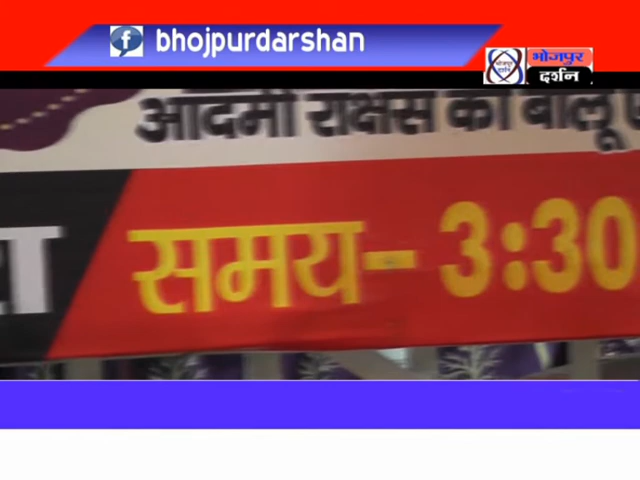 bhojpurdarshan
भोजपुर
दर्शन
आदमी राक्षस का बालू
समय- 3:30